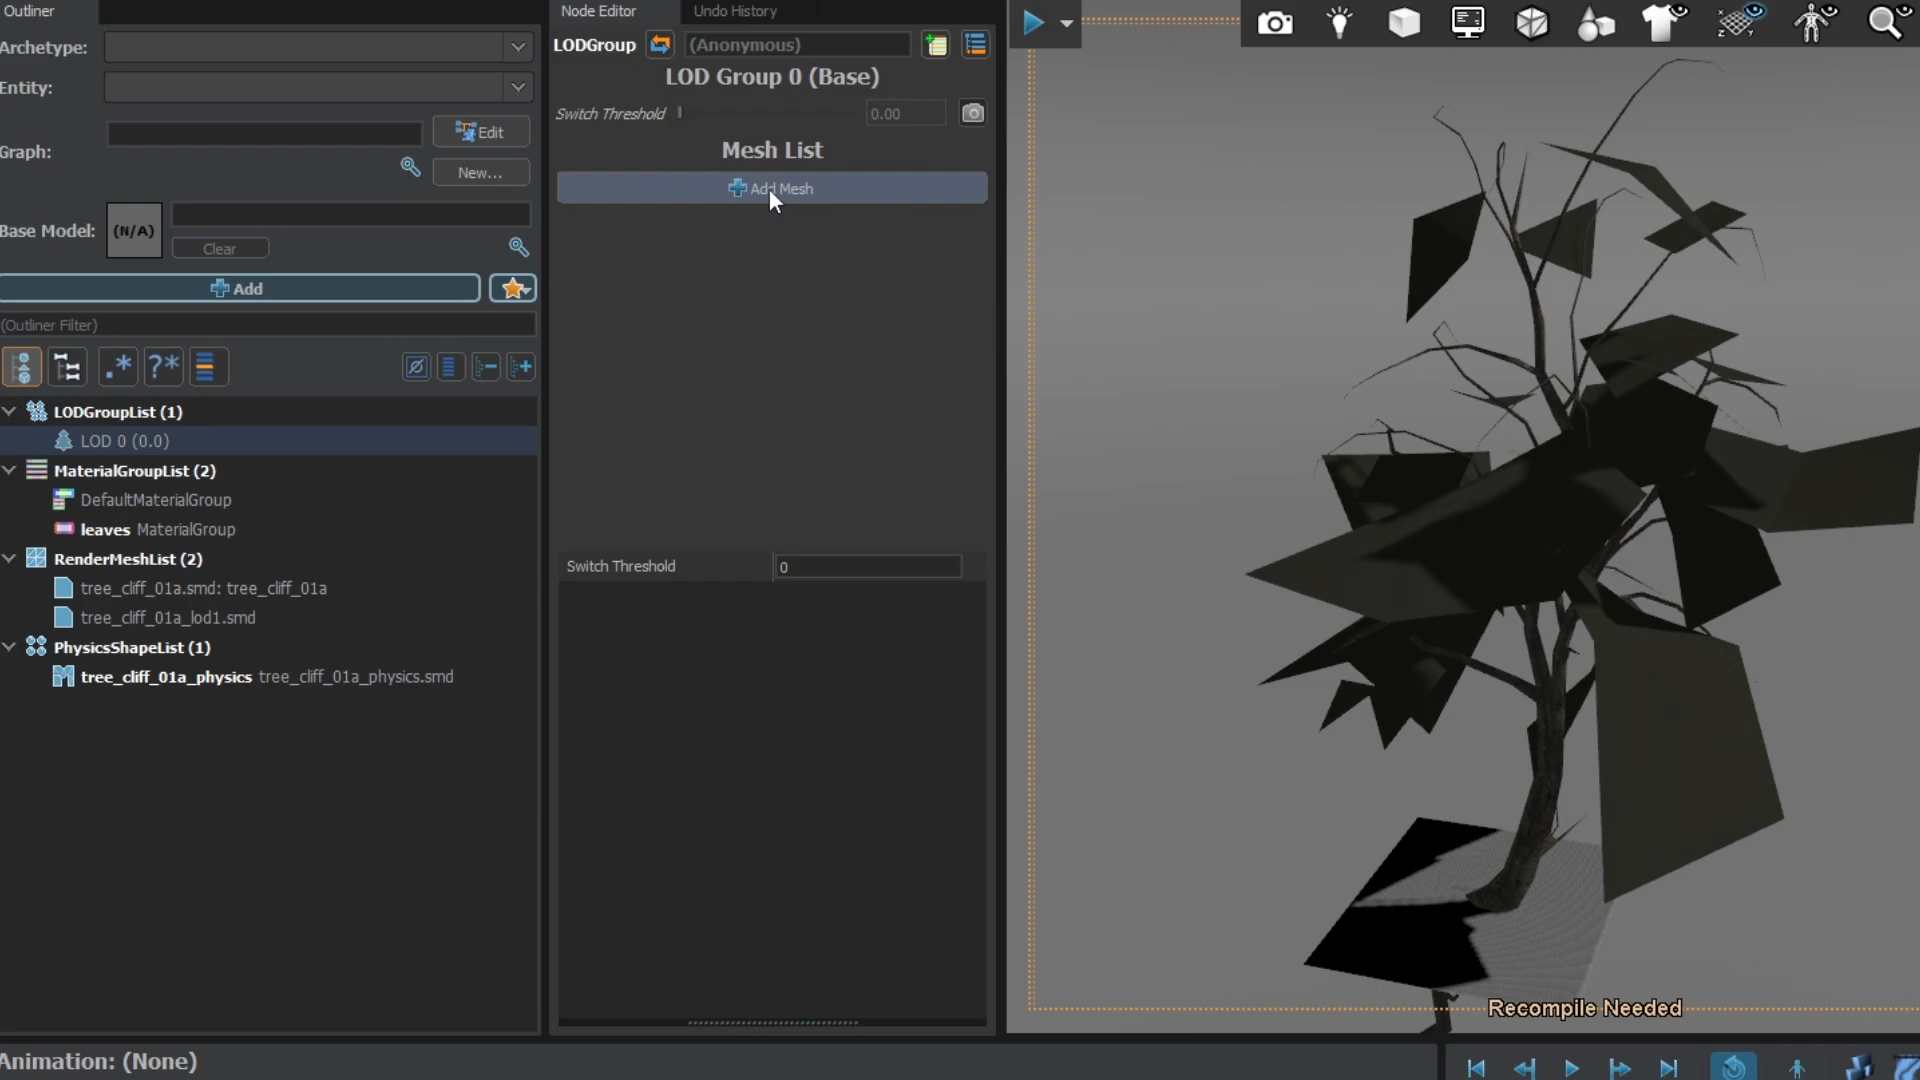 Outliner
Archetype:
Entity:
Graph:
Edit
New...
Base Model:
(N/A)
Clear
Add
(Outliner Filter)
.*
?*
LODGroupList (1)
LOD 0 (0.0)
MaterialGroupList (2)
DefaultMaterialGroup
leaves MaterialGroup
RenderMeshList (2)
tree_cliff_01a.smd: tree_cliff_01a
tree_cliff_01a_lod1.smd
PhysicsShapeList (1)
tree_cliff_01a_physics tree_cliff_01a_physics.smd
Node Editor
Undo History
LODGroup
(Anonymous)
LOD Group 0 (Base)
Switch Threshold
0.00
Mesh List
Add Mesh
Switch Threshold
0
Recompile Needed
Animation: (None)